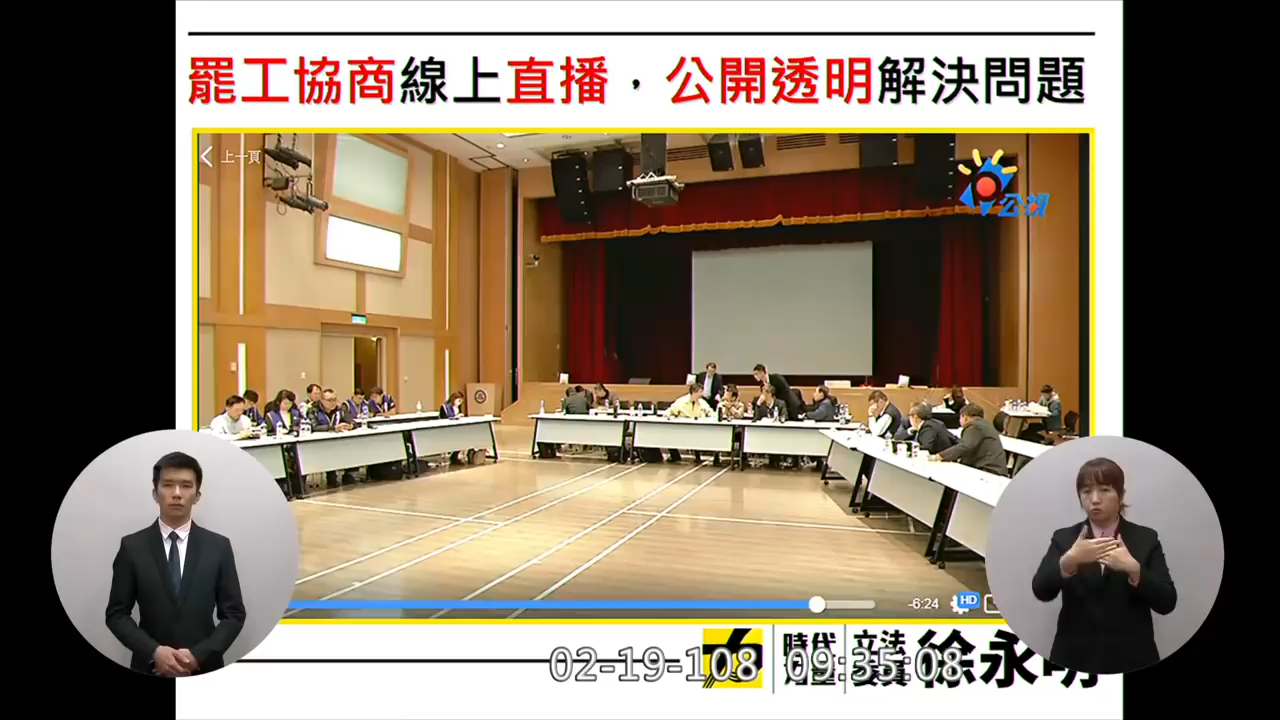 罷工協商線上直播，公開透明解決問題
上一頁
公視
-6:24
HD
時代 立法 徐永明
力量 委員
02-19-108 09:35:08